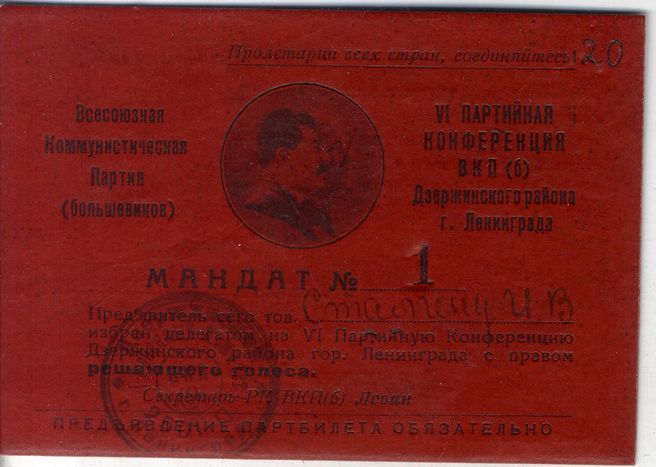 Пролетарии всех стран, соединяйтесь! 20
Всесоюзная
Коммунистическая
Партия
(большевиков)
VI ПАРТИЙНАЯ
КОНФЕРЕНЦИЯ
ВКП(б)
Дзержинского района
г. Ленинграда
МАНДАТ № 1
Пред'явитель сего тов. Сталину И В
избран делегатом на VI Партийную Конференцию
Дзержинского района гор. Ленинграда с правом
решающего голоса.
Секретарь РК ВКП(б) Левин
ПРЕДЪЯВЛЕНИЕ ПАРТБИЛЕТА ОБЯЗАТЕЛЬНО